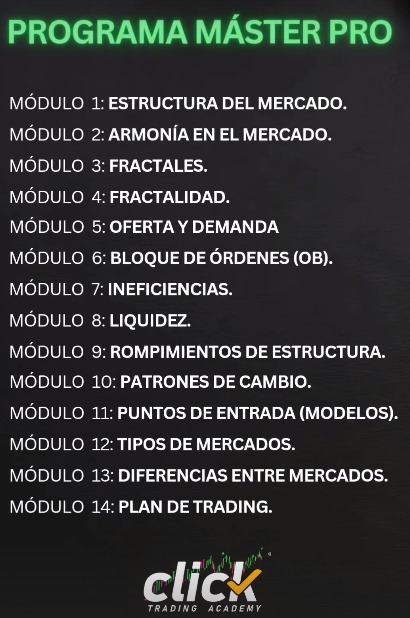 PROGRAMA MÁSTER PRO
MÓDULO 1: ESTRUCTURA DEL MERCADO.
MÓDULO 2: ARMONÍA EN EL MERCADO.
MÓDULO 3: FRACTALES.
MÓDULO 4: FRACTALIDAD.
MÓDULO 5: OFERTA Y DEMANDA
MÓDULO 6: BLOQUE DE ÓRDENES (OB).
MÓDULO 7: INEFICIENCIAS.
MÓDULO 8: LIQUIDEZ.
MÓDULO 9: ROMPIMIENTOS DE ESTRUCTURA.
MÓDULO 10: PATRONES DE CAMBIO.
MÓDULO 11: PUNTOS DE ENTRADA (MODELOS).
MÓDULO 12: TIPOS DE MERCADOS.
MÓDULO 13: DIFERENCIAS ENTRE MERCADOS.
MÓDULO 14: PLAN DE TRADING.
click
TRADING ACADEMY